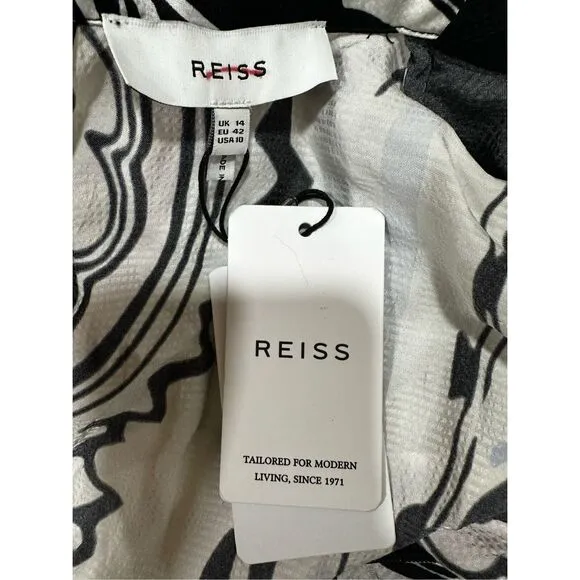 REISS
UK 14
EU 42
USA 10
REISS
TAILORED FOR MODERN
LIVING, SINCE 1971